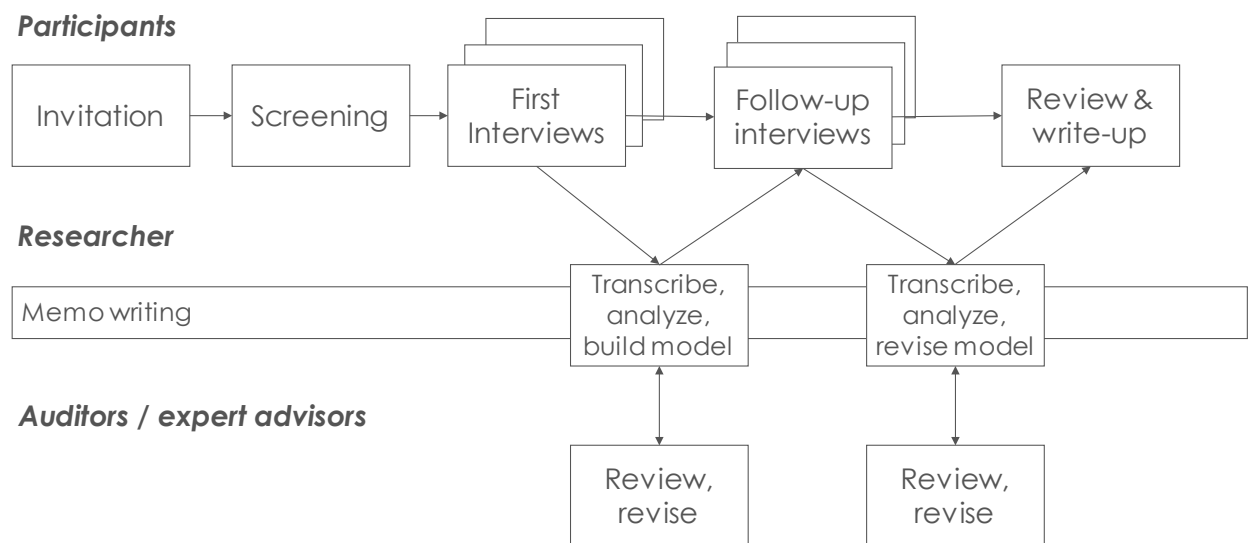 Participants
Invitation
Screening
First
Interviews
Follow-up
interviews
Review &
write-up
Researcher
Memo writing
Transcribe,
analyze,
build model
Transcribe,
analyze,
revise model
Auditors / expert advisors
Review,
revise
Review,
revise